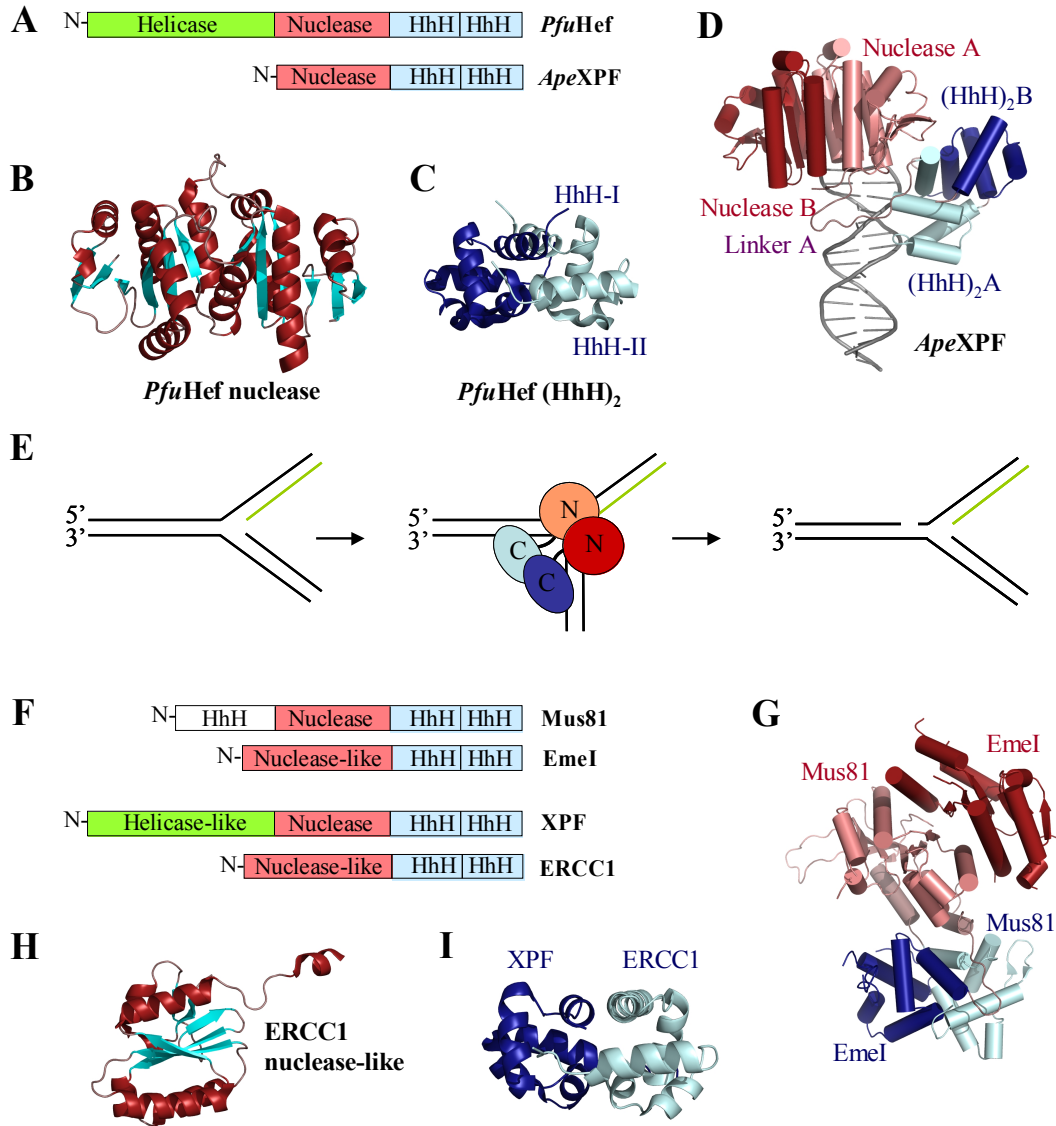 A
N-
Helicase
Nuclease
HhH
HhH
PfuHef
N-
Nuclease
HhH
HhH
ApeXPF
B
PfuHef nuclease
C
HhH-I
HhH-II
PfuHef (HhH)2
D
Nuclease A
(HhH)2B
Nuclease B
Linker A
(HhH)2A
ApeXPF
E
5’
3’
5’
3’
N
N
C
C
5’
3’
F
N-
HhH
Nuclease
HhH
HhH
Mus81
N-
Nuclease-like
HhH
HhH
EmeI
N-
Helicase-like
Nuclease
HhH
HhH
XPF
N-
Nuclease-like
HhH
HhH
ERCC1
G
EmeI
Mus81
Mus81
EmeI
H
ERCC1
nuclease-like
I
XPF
ERCC1